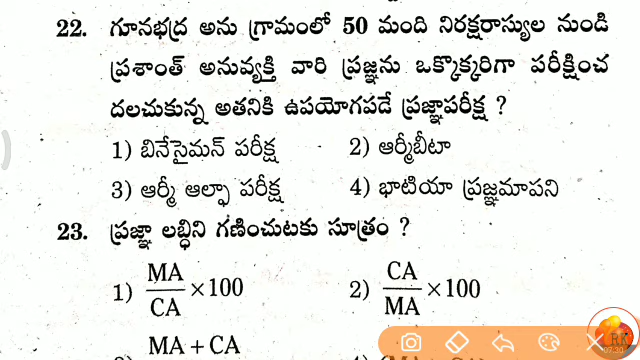 22. గూనభద్ర అను గ్రామంలో 50 మంది నిరక్షరాస్యుల నుండి
ప్రశాంత్ అనువ్యక్తి వారి ప్రజ్ఞను ఒక్కొక్కరిగా పరీక్షించ
దలచుకున్న అతనికి ఉపయోగపడే ప్రజ్ఞాపరీక్ష ?
1) బినేసైమన్ పరీక్ష 2) ఆర్మీబీటా
3) ఆర్మీ ఆల్ఫా పరీక్ష 4) భాటియా ప్రజ్ఞమాపని
23. ప్రజ్ఞా లబ్ధిని గణించుటకు సూత్రం ?
1) MA/CA ×100 2) CA/MA ×100
MA + CA